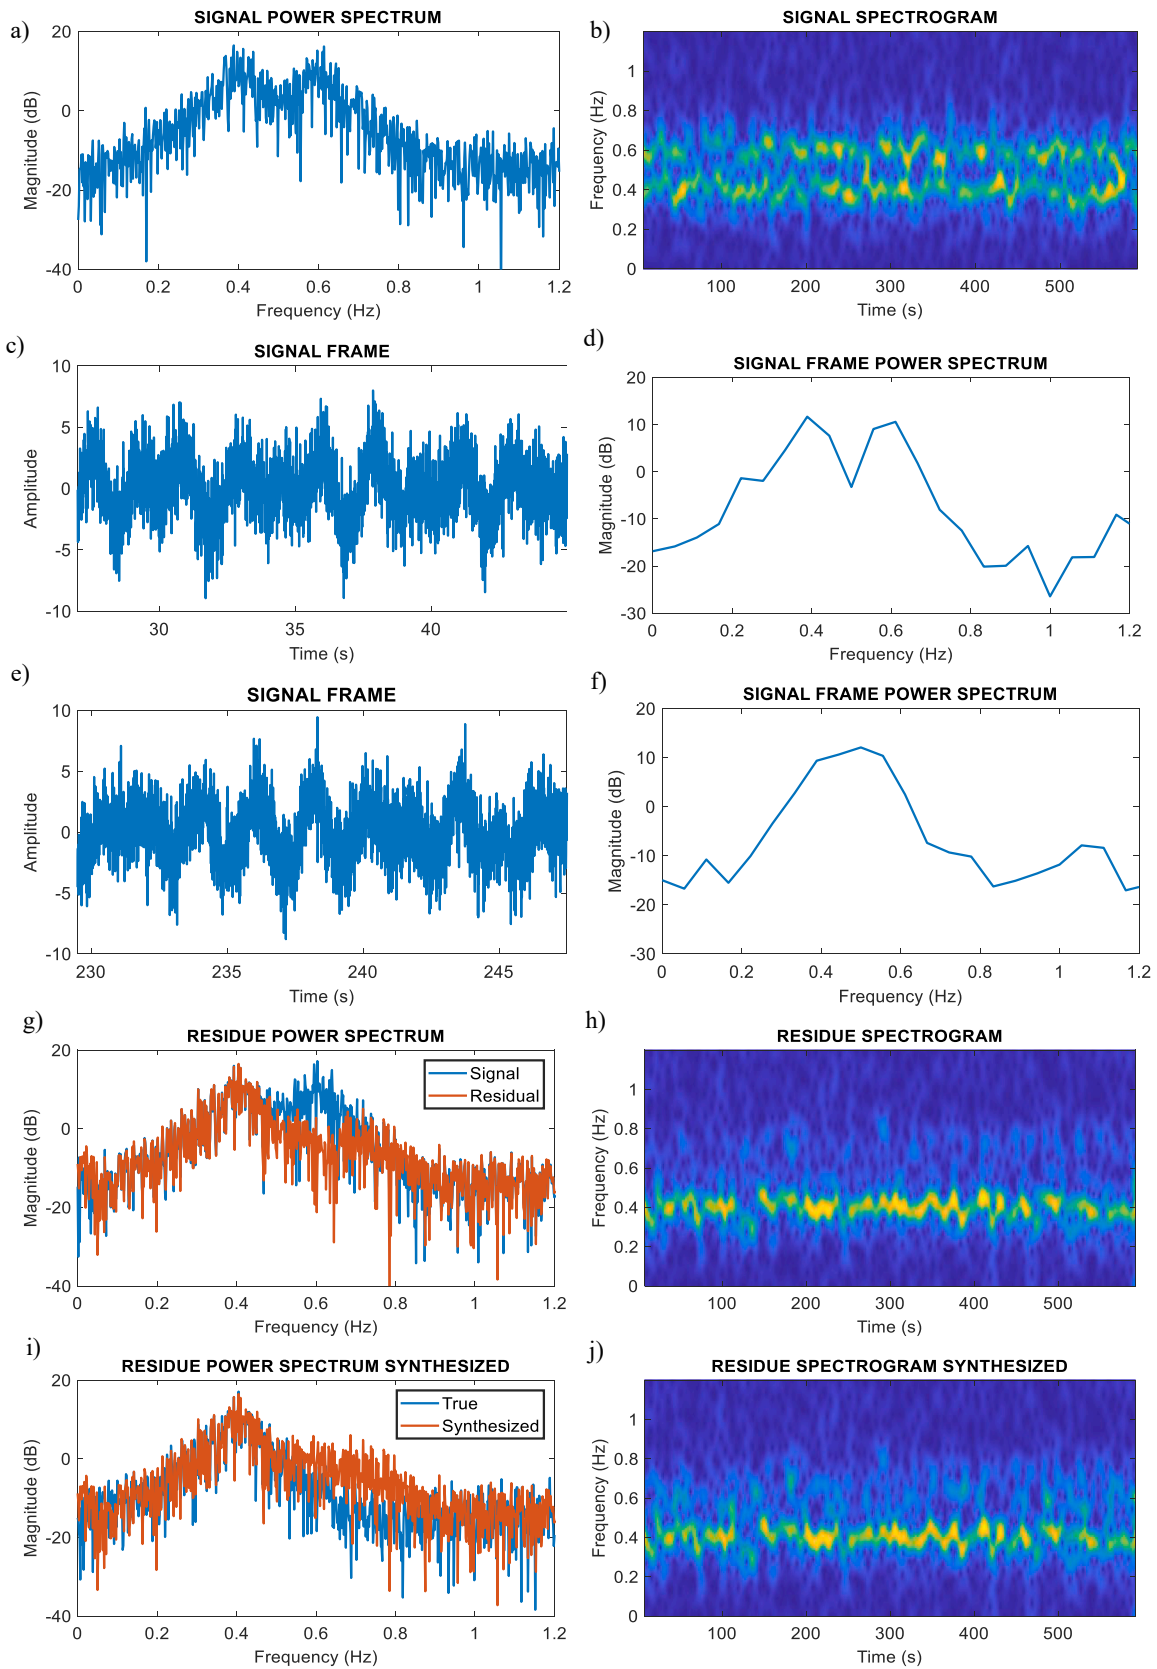 a)
SIGNAL POWER SPECTRUM
20
0
-20
-40
Magnitude (dB)
0 0.2 0.4 0.6 0.8 1 1.2
Frequency (Hz)
b)
SIGNAL SPECTROGRAM
1
0.8
0.6
0.4
0.2
0
Frequency (Hz)
100 200 300 400 500
Time (s)
c)
SIGNAL FRAME
10
5
0
-5
-10
Amplitude
30 35 40
Time (s)
d)
SIGNAL FRAME POWER SPECTRUM
20
10
0
-10
-20
-30
Magnitude (dB)
0 0.2 0.4 0.6 0.8 1 1.2
Frequency (Hz)
e)
SIGNAL FRAME
10
5
0
-5
-10
Amplitude
230 235 240 245
Time (s)
f)
SIGNAL FRAME POWER SPECTRUM
20
10
0
-10
-20
-30
Magnitude (dB)
0 0.2 0.4 0.6 0.8 1 1.2
Frequency (Hz)
g)
RESIDUE POWER SPECTRUM
20
0
-20
-40
Magnitude (dB)
Signal
Residual
0 0.2 0.4 0.6 0.8 1 1.2
Frequency (Hz)
h)
RESIDUE SPECTROGRAM
1
0.8
0.6
0.4
0.2
0
Frequency (Hz)
100 200 300 400 500
Time (s)
i)
RESIDUE POWER SPECTRUM SYNTHESIZED
20
0
-20
-40
Magnitude (dB)
True
Synthesized
0 0.2 0.4 0.6 0.8 1 1.2
Frequency (Hz)
j)
RESIDUE SPECTROGRAM SYNTHESIZED
1
0.8
0.6
0.4
0.2
0
Frequency (Hz)
100 200 300 400 500
Time (s)